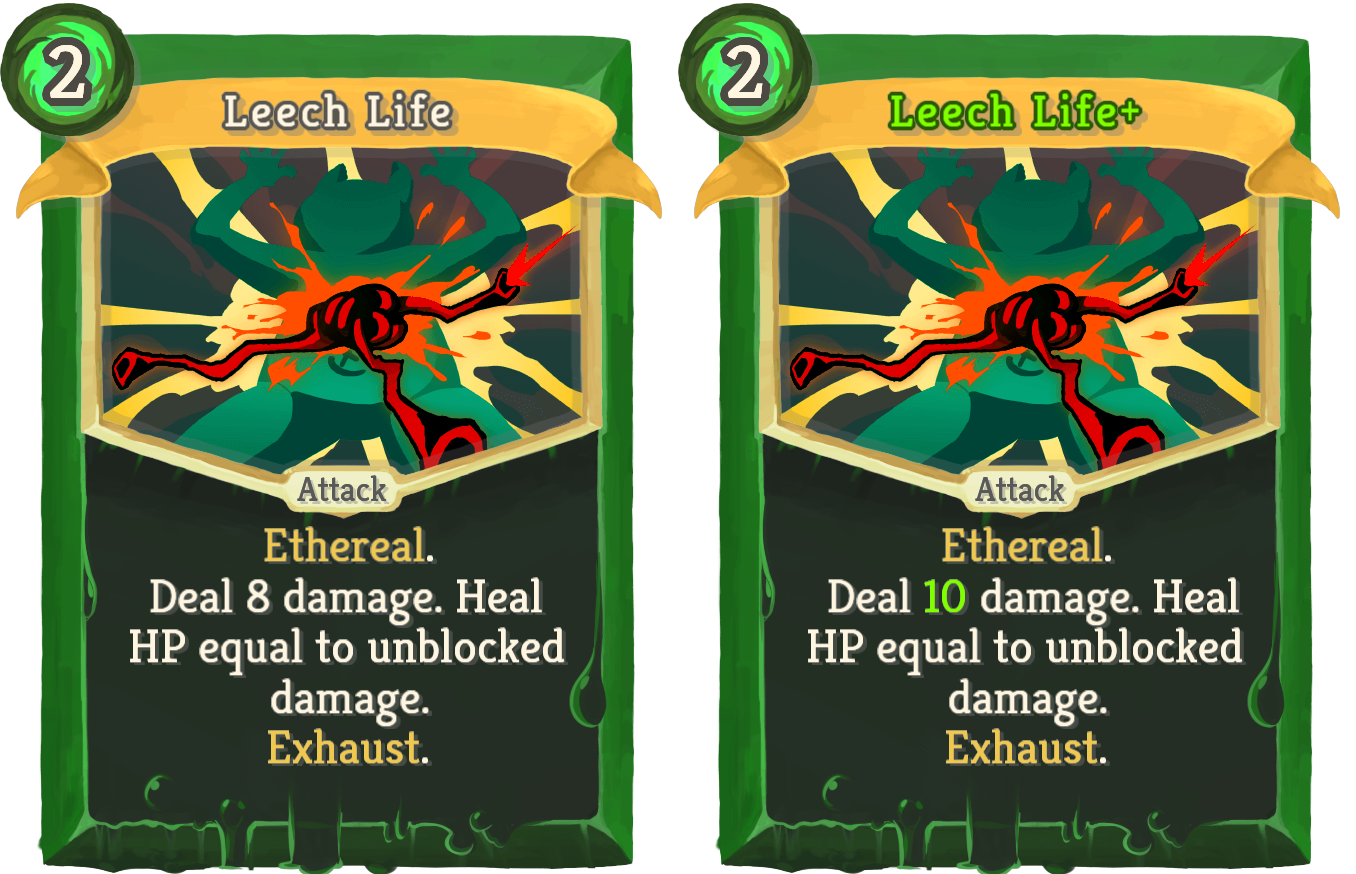 2
Leech Life
Attack
Ethereal.
Deal 8 damage. Heal
HP equal to unblocked
damage.
Exhaust.
2
Leech Life+
Attack
Ethereal.
Deal 10 damage. Heal
HP equal to unblocked
damage.
Exhaust.